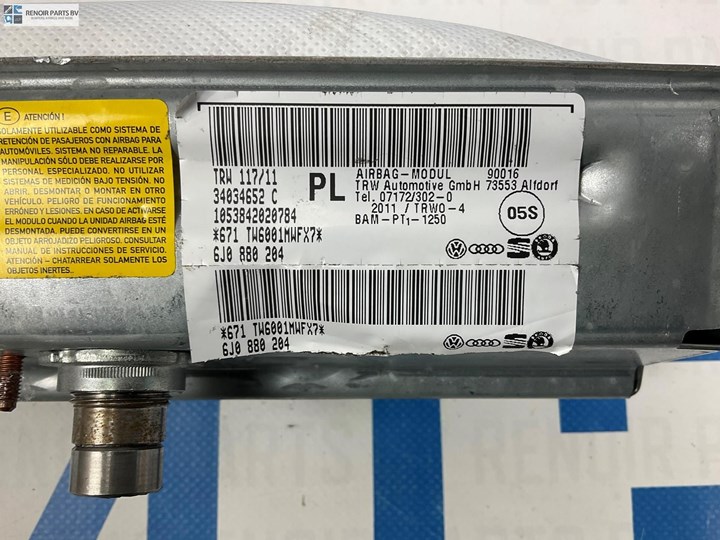 RENOIR PARTS BV
E ATENCIÓN !
SOLAMENTE UTILIZABLE COMO SISTEMA DE
RETENCIÓN DE PASAJEROS CON AIRBAG PARA
AUTOMÓVILES. SISTEMA NO REPARABLE. LA
MANIPULACIÓN SÓLO DEBE REALIZARSE POR
PERSONAL ESPECIALIZADO. NO UTILIZAR
SISTEMAS DE MEDICIÓN BAJO TENSIÓN. NO
ABRIR, DESMONTAR O MONTAR EN OTRO
VEHÍCULO. PELIGRO DE FUNCIONAMIENTO
ERRÓNEO Y LESIONES. EN CASO DE ACTIVARSE
EL MODULO CUANDO LA UNIDAD AIRBAG ESTÉ
DESMONTADA, PUEDE CONVERTIRSE EN UN
OBJETO ARROJADIZO PELIGRO. CONSULTAR
MANUAL DE INSTRUCCIONES DE SERVICIO.
ATENCIÓN - CHATARREAR SOLAMENTE LOS
OBJETOS INERTES..
TRW 117/11
34034652 C
1053842020784
*671 TW6001MWFX7*
6J0 880 204
PL
AIRBAG-MODUL 90016
TRW Automotive GmbH 73553 Alfdorf
Tel. 07172/302-0
2011 / TRWO-4
BAM-PT1-1250
05S
*671 TW6001MWFX7*
6J0 880 204